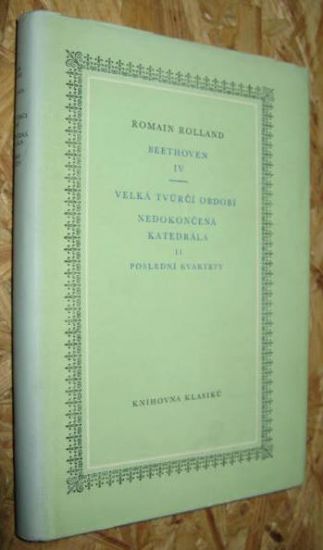 ROMAIN ROLLAND
BEETHOVEN
IV
VELKÁ TVŮRČÍ OBDOBÍ
NEDOKONČENÁ
KATEDRÁLA
II
POSLEDNÍ KVARTETY
KNIHOVNA KLASIKŮ